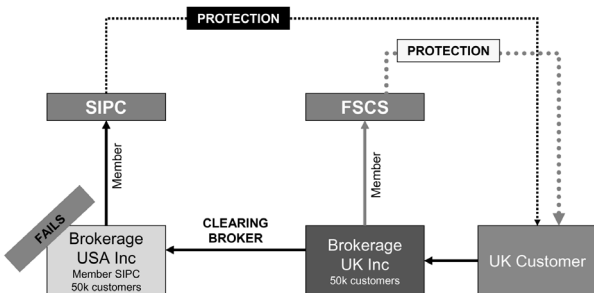 PROTECTION
PROTECTION
SIPC
FSCS
Member
Member
FAILS
CLEARING
BROKER
Brokerage
USA Inc
Member SIPC
50k customers
Brokerage
UK Inc
50k customers
UK Customer